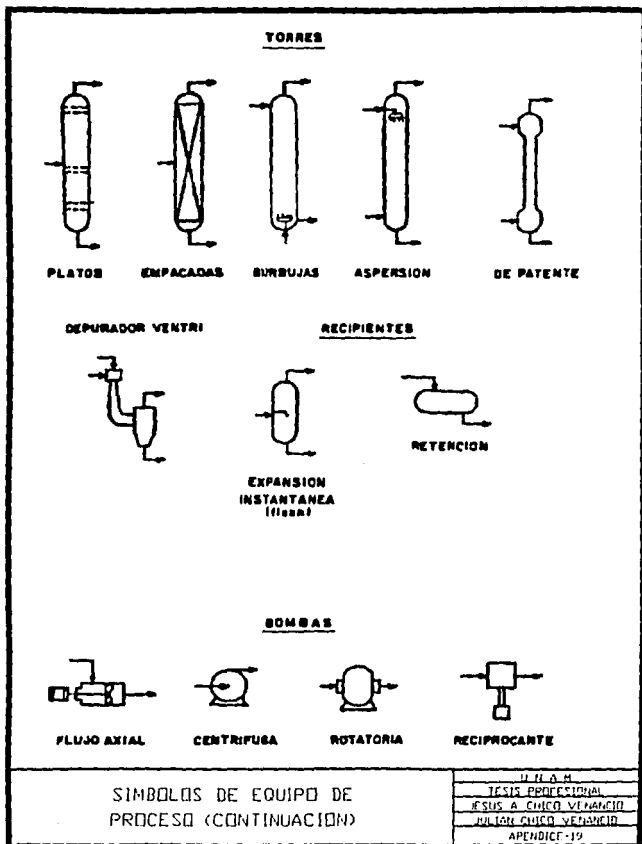 TORRES
PLATOS EMPACADAS BURBUJAS ASPERSION DE PATENTE
DEPURADOR VENTRI RECIPIENTES
RETENCION
EXPANSION
INSTANTANEA
BOMBAS
FLUJO AXIAL CENTRIFUSA ROTATORIA RECIPROCANTE
SIMBOLOS DE EQUIPO DE
PROCESO (CONTINUACION)
U N A M
TESIS PROFESIONAL
JESUS A CHICO VENANCIO
JULIAN CHICO VENANCIO
APENDICE-19